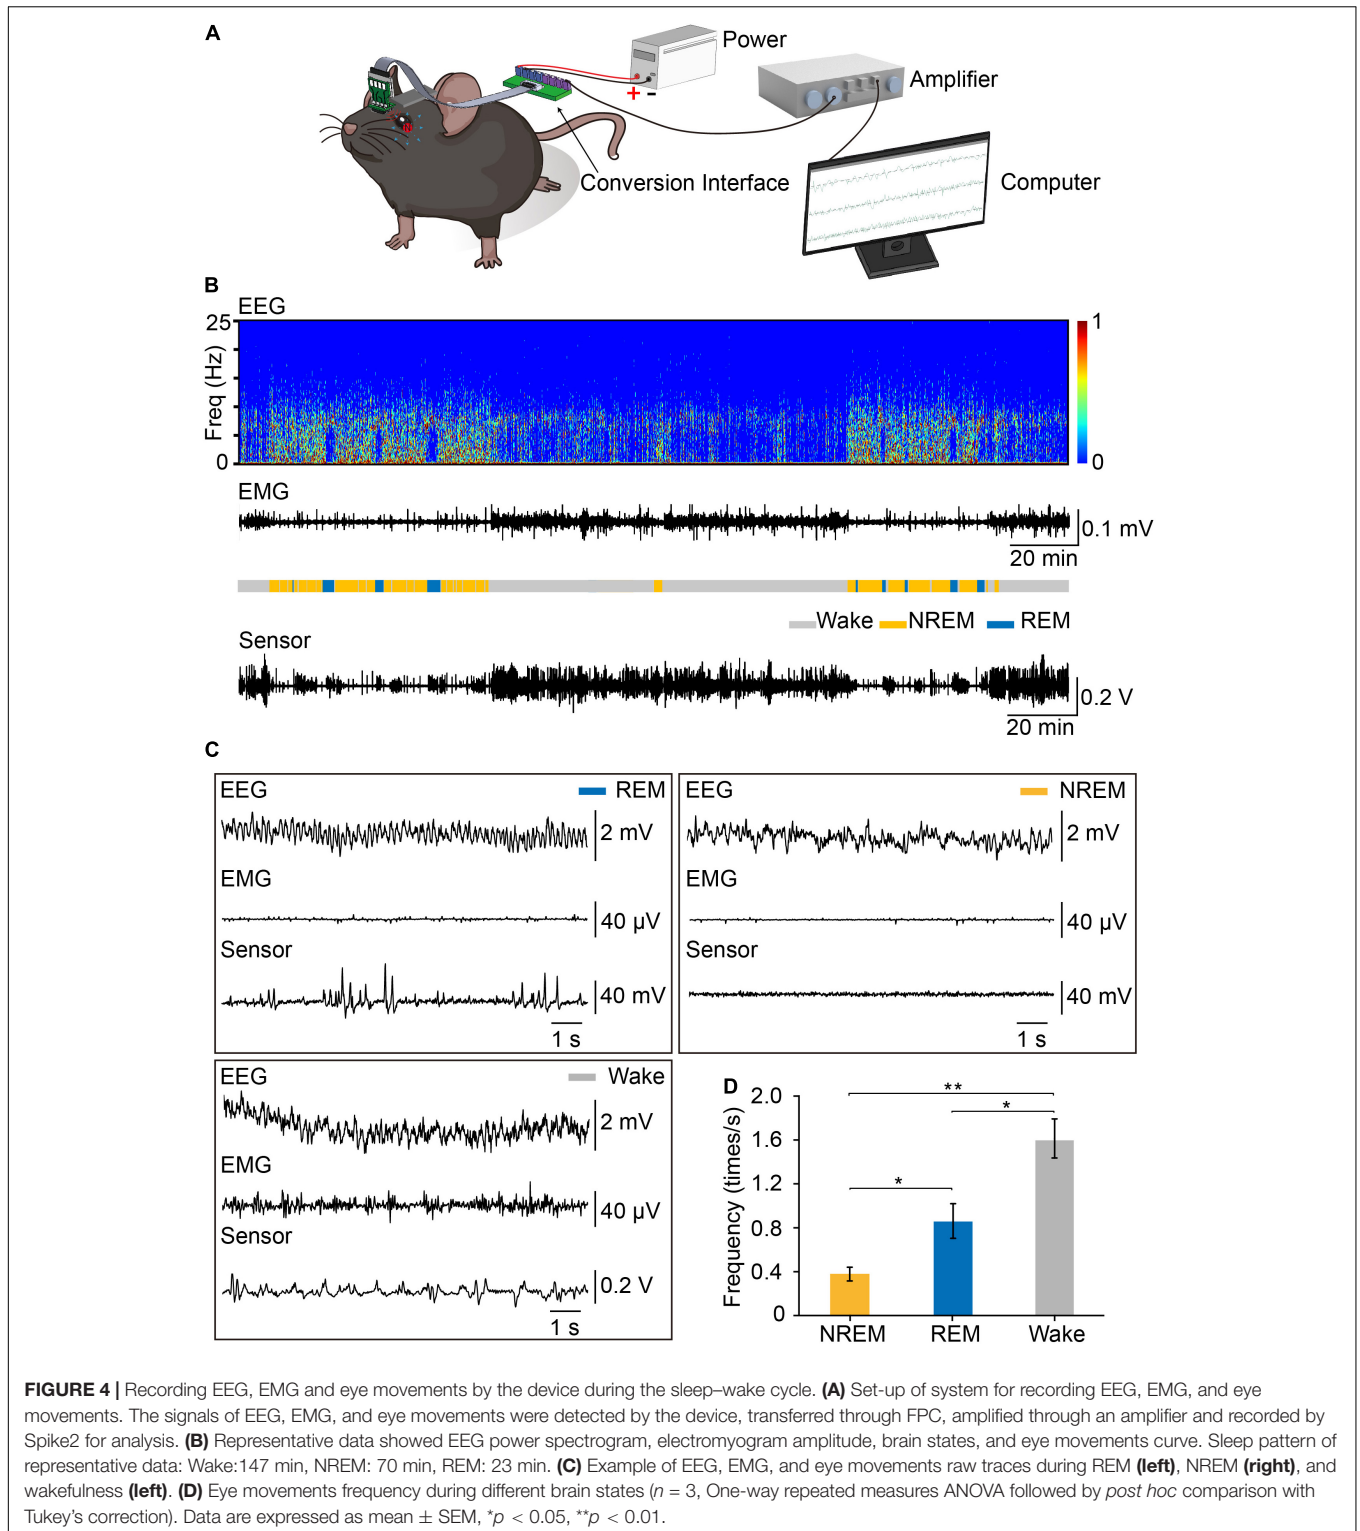 A
Power
+ -
Amplifier
Conversion Interface
Computer
B
EEG
25
Freq (Hz)
0
1
0
EMG
0.1 mV
20 min
Wake NREM REM
Sensor
0.2 V
20 min
C
EEG REM
2 mV
EMG
40 µV
Sensor
40 mV
1 s
EEG NREM
2 mV
EMG
40 µV
Sensor
40 mV
1 s
EEG Wake
2 mV
EMG
40 µV
Sensor
0.2 V
1 s
D
Frequency (times/s)
2.0
1.6
1.2
0.8
0.4
0
**
*
*
NREM REM Wake
FIGURE 4 | Recording EEG, EMG and eye movements by the device during the sleep–wake cycle. (A) Set-up of system for recording EEG, EMG, and eye
movements. The signals of EEG, EMG, and eye movements were detected by the device, transferred through FPC, amplified through an amplifier and recorded by
Spike2 for analysis. (B) Representative data showed EEG power spectrogram, electromyogram amplitude, brain states, and eye movements curve. Sleep pattern of
representative data: Wake:147 min, NREM: 70 min, REM: 23 min. (C) Example of EEG, EMG, and eye movements raw traces during REM (left), NREM (right), and
wakefulness (left). (D) Eye movements frequency during different brain states (n = 3, One-way repeated measures ANOVA followed by post hoc comparison with
Tukey's correction). Data are expressed as mean ± SEM, *p < 0.05, **p < 0.01.